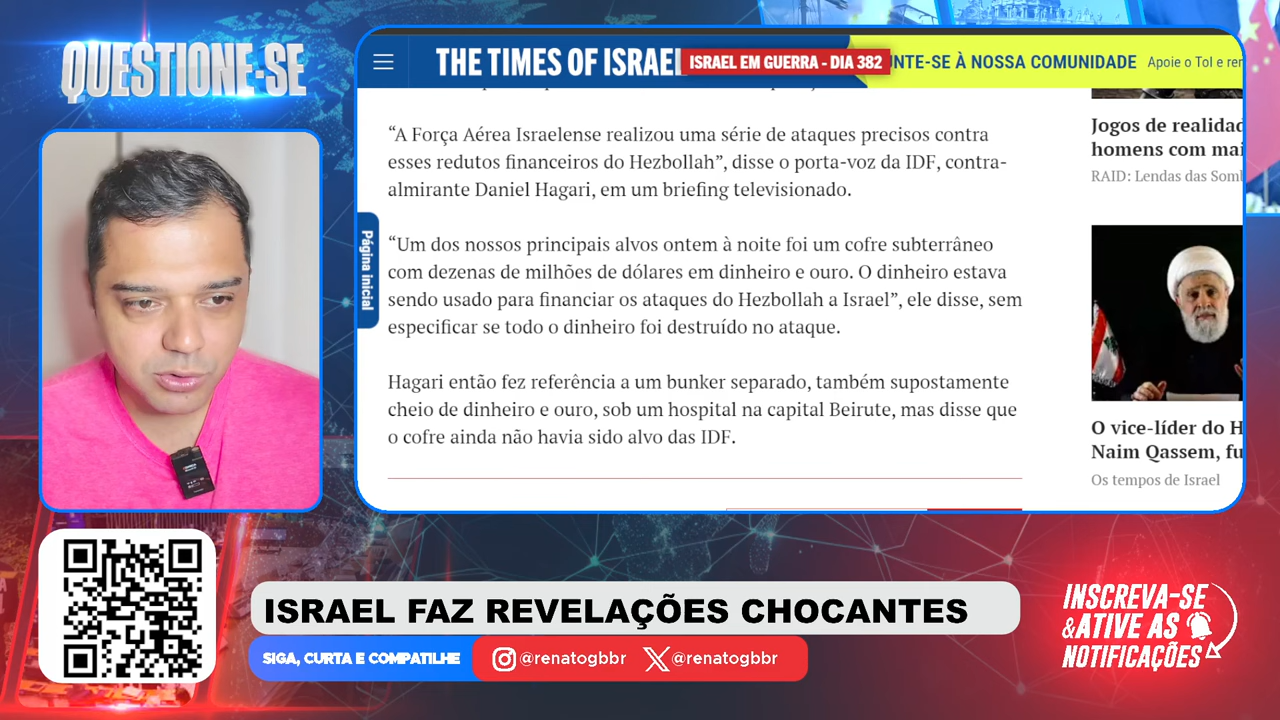 QUESTIONE-SE
THE TIMES OF ISRAEL
ISRAEL EM GUERRA - DIA 382
NTE-SE À NOSSA COMUNIDADE
Apoie o ToI e
“A Força Aérea Israelense realizou uma série de ataques precisos contra
esses redutos financeiros do Hezbollah”, disse o porta-voz da IDF, contra-
almirante Daniel Hagari, em um briefing televisionado.
“Um dos nossos principais alvos ontem à noite foi um cofre subterrâneo
com dezenas de milhões de dólares em dinheiro e ouro. O dinheiro estava
sendo usado para financiar os ataques do Hezbollah a Israel”, ele disse, sem
especificar se todo o dinheiro foi destruído no ataque.
Hagari então fez referência a um bunker separado, também supostamente
cheio de dinheiro e ouro, sob um hospital na capital Beirute, mas disse que
o cofre ainda não havia sido alvo das IDF.
Página inicial
Jogos de realidad
homens com mai
RAID: Lendas das Somb
O vice-líder do H
Naim Qassem, fu
Os tempos de Israel
ISRAEL FAZ REVELAÇÕES CHOCANTES
SIGA, CURTA E COMPATILHE
@renatogbbr
@renatogbbr
INSCREVA-SE
&ATIVE AS
NOTIFICAÇÕES